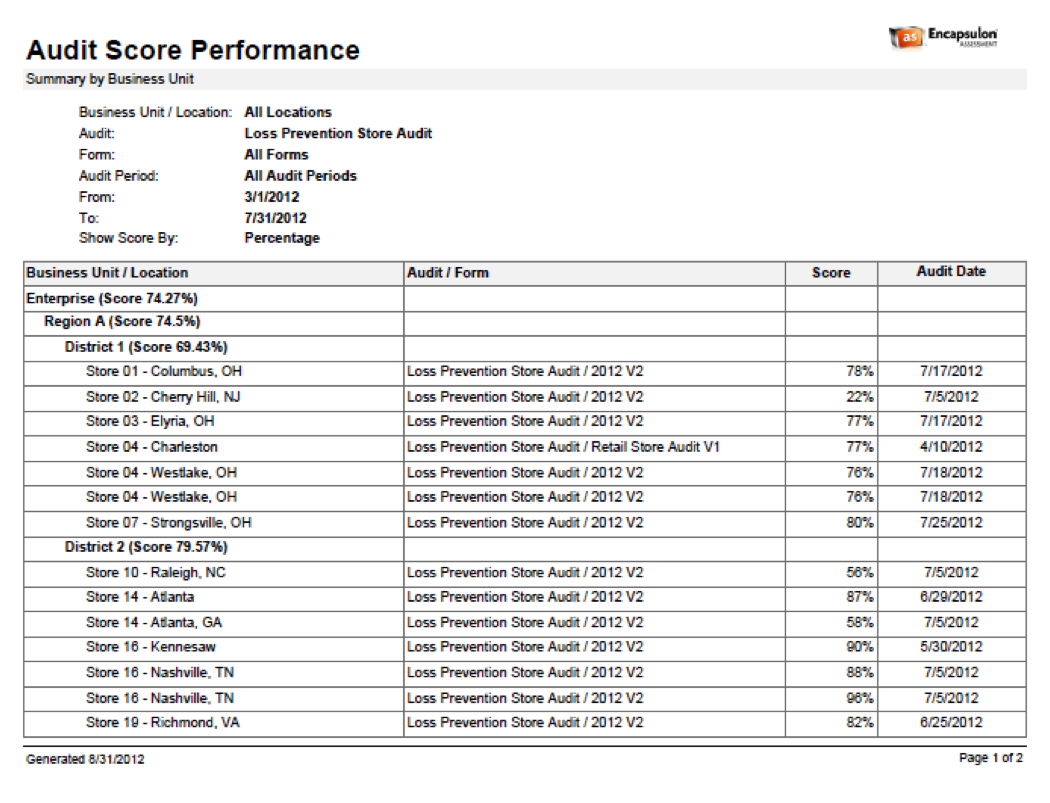 as Encapsulon
ASSESSMENT
Audit Score Performance
Summary by Business Unit
Business Unit / Location: All Locations
Audit: Loss Prevention Store Audit
Form: All Forms
Audit Period: All Audit Periods
From: 3/1/2012
To: 7/31/2012
Show Score By: Percentage
Business Unit / Location Audit / Form Score Audit Date
Enterprise (Score 74.27%)
Region A (Score 74.5%)
District 1 (Score 69.43%)
Store 01 - Columbus, OH Loss Prevention Store Audit / 2012 V2 78% 7/17/2012
Store 02 - Cherry Hill, NJ Loss Prevention Store Audit / 2012 V2 22% 7/5/2012
Store 03 - Elyria, OH Loss Prevention Store Audit / 2012 V2 77% 7/17/2012
Store 04 - Charleston Loss Prevention Store Audit / Retail Store Audit V1 77% 4/10/2012
Store 04 - Westlake, OH Loss Prevention Store Audit / 2012 V2 76% 7/18/2012
Store 04 - Westlake, OH Loss Prevention Store Audit / 2012 V2 76% 7/18/2012
Store 07 - Strongsville, OH Loss Prevention Store Audit / 2012 V2 80% 7/25/2012
District 2 (Score 79.57%)
Store 10 - Raleigh, NC Loss Prevention Store Audit / 2012 V2 56% 7/5/2012
Store 14 - Atlanta Loss Prevention Store Audit / 2012 V2 87% 6/29/2012
Store 14 - Atlanta, GA Loss Prevention Store Audit / 2012 V2 58% 7/5/2012
Store 16 - Kennesaw Loss Prevention Store Audit / 2012 V2 90% 5/30/2012
Store 16 - Nashville, TN Loss Prevention Store Audit / 2012 V2 88% 7/5/2012
Store 16 - Nashville, TN Loss Prevention Store Audit / 2012 V2 96% 7/5/2012
Store 19 - Richmond, VA Loss Prevention Store Audit / 2012 V2 82% 6/25/2012
Generated 8/31/2012 Page 1 of 2